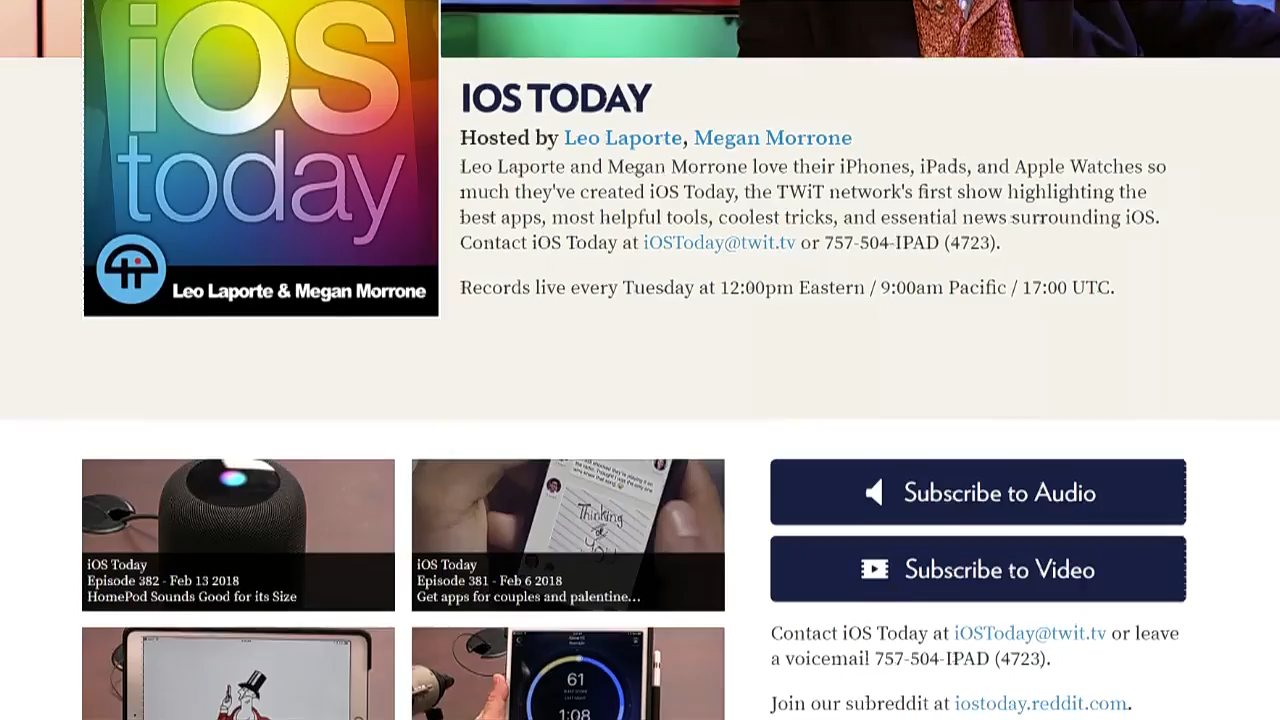 iOS
today
Leo Laporte & Megan Morrone
IOS TODAY
Hosted by Leo Laporte, Megan Morrone
Leo Laporte and Megan Morrone love their iPhones, iPads, and Apple Watches so
much they've created iOS Today, the TWiT network's first show highlighting the
best apps, most helpful tools, coolest tricks, and essential news surrounding iOS.
Contact iOS Today at iOSToday@twit.tv or 757-504-IPAD (4723).
Records live every Tuesday at 12:00pm Eastern / 9:00am Pacific / 17:00 UTC.
iOS Today
Episode 382 - Feb 13 2018
HomePod Sounds Good for its Size
Thinking
You
iOS Today
Episode 381 - Feb 6 2018
Get apps for couples and palentine...
61
1:08
Subscribe to Audio
Subscribe to Video
Contact iOS Today at iOSToday@twit.tv or leave
a voicemail 757-504-IPAD (4723).
Join our subreddit at iostoday.reddit.com.